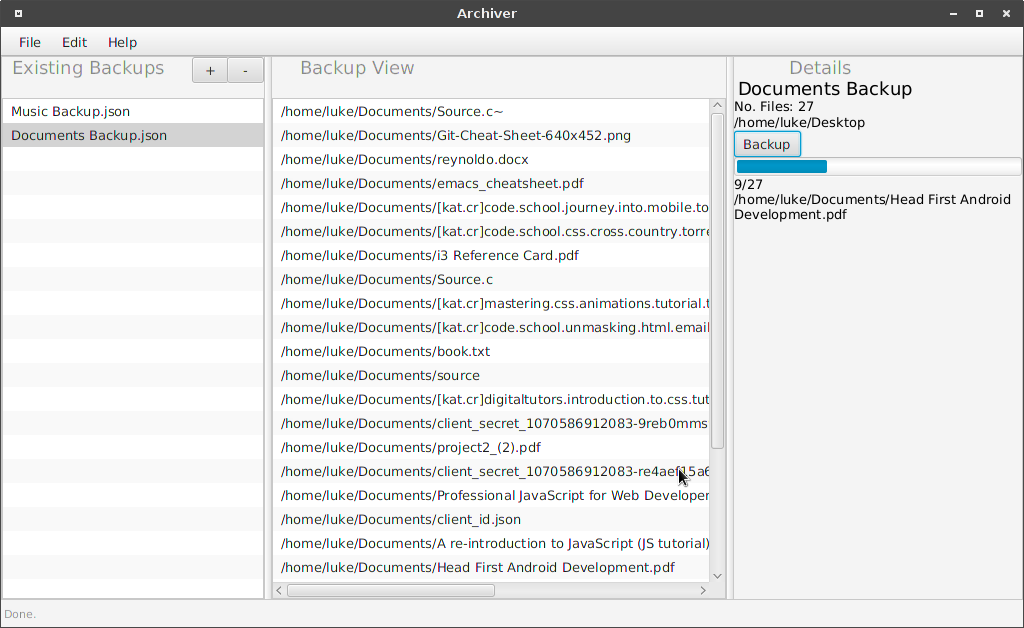 Archiver
File Edit Help
Existing Backups + -
Music Backup.json
Documents Backup.json
Backup View
/home/luke/Documents/Source.c~
/home/luke/Documents/Git-Cheat-Sheet-640x452.png
/home/luke/Documents/reynoldo.docx
/home/luke/Documents/emacs_cheatsheet.pdf
/home/luke/Documents/[kat.cr]code.school.journey.into.mobile.to
/home/luke/Documents/[kat.cr]code.school.css.cross.country.torre
/home/luke/Documents/i3 Reference Card.pdf
/home/luke/Documents/Source.c
/home/luke/Documents/[kat.cr]mastering.css.animations.tutorial.t
/home/luke/Documents/[kat.cr]code.school.unmasking.html.email
/home/luke/Documents/book.txt
/home/luke/Documents/source
/home/luke/Documents/[kat.cr]digitaltutors.introduction.to.css.tut
/home/luke/Documents/client_secret_1070586912083-9reb0mms
/home/luke/Documents/project2_(2).pdf
/home/luke/Documents/client_secret_1070586912083-re4aef15a6
/home/luke/Documents/Professional JavaScript for Web Developer
/home/luke/Documents/client_id.json
/home/luke/Documents/A re-introduction to JavaScript (JS tutorial)
/home/luke/Documents/Head First Android Development.pdf
Details
Documents Backup
No. Files: 27
/home/luke/Desktop
Backup
9/27
/home/luke/Documents/Head First Android
Development.pdf
Done.